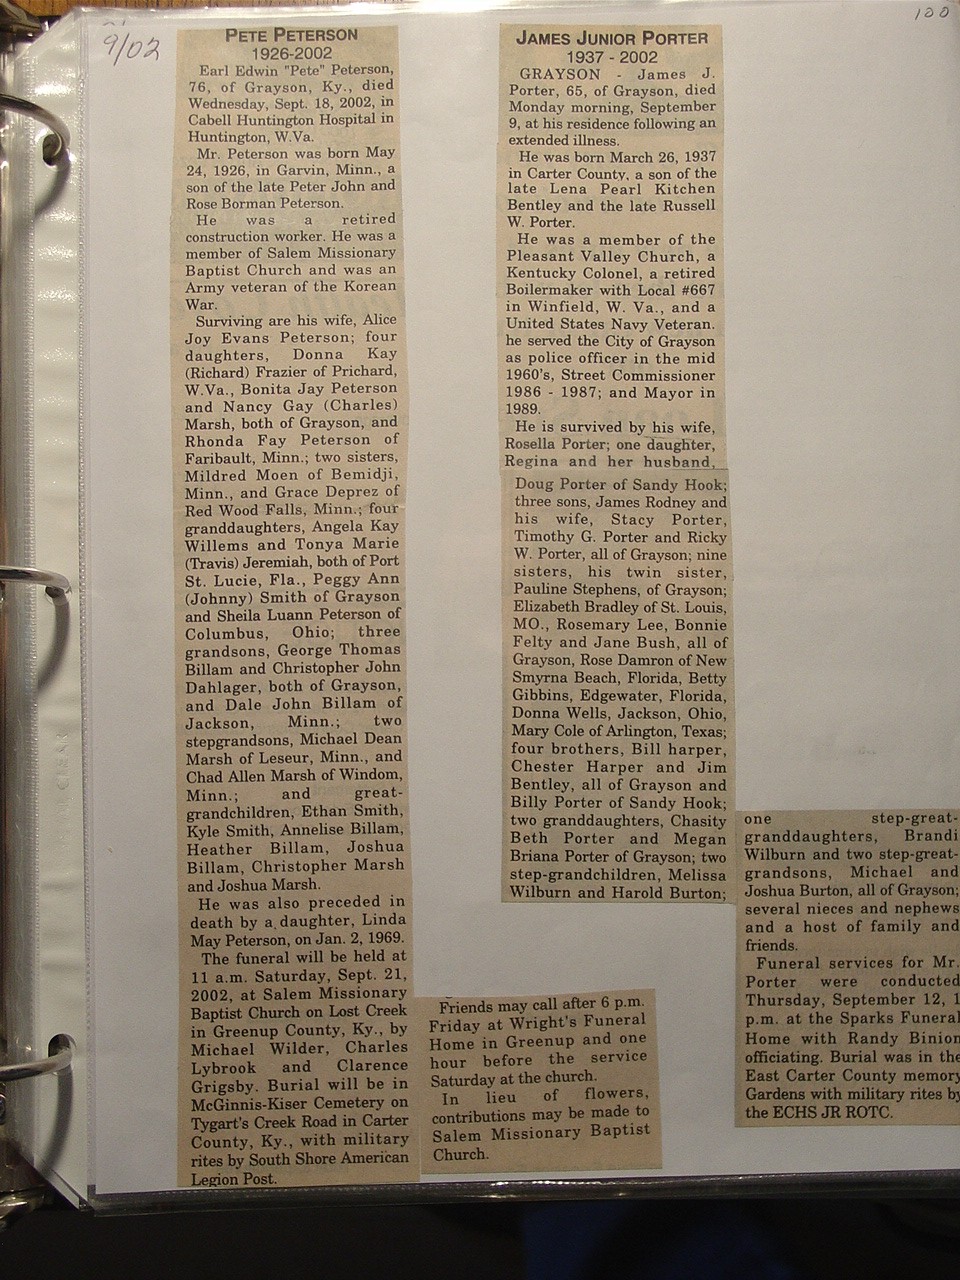 9/02
100
PETE PETERSON
1926-2002
Earl Edwin "Pete" Peterson,
76, of Grayson, Ky., died
Wednesday, Sept. 18, 2002, in
Cabell Huntington Hospital in
Huntington, W.Va.
Mr. Peterson was born May
24, 1926, in Garvin, Minn., a
son of the late Peter John and
Rose Borman Peterson.
He was a retired
construction worker. He was a
member of Salem Missionary
Baptist Church and was an
Army veteran of the Korean
War.
Surviving are his wife, Alice
Joy Evans Peterson; four
daughters, Donna Kay
(Richard) Frazier of Prichard,
W.Va., Bonita Jay Peterson
and Nancy Gay (Charles)
Marsh, both of Grayson, and
Rhonda Fay Peterson of
Faribault, Minn.; two sisters,
Mildred Moen of Bemidji,
Minn., and Grace Deprez of
Red Wood Falls, Minn.; four
granddaughters, Angela Kay
Willems and Tonya Marie
(Travis) Jeremiah, both of Port
St. Lucie, Fla., Peggy Ann
(Johnny) Smith of Grayson
and Sheila Luann Peterson of
Columbus, Ohio; three
grandsons, George Thomas
Billam and Christopher John
Dahlager, both of Grayson,
and Dale John Billam of
Jackson, Minn.; two
stepgrandsons, Michael Dean
Marsh of Leseur, Minn., and
Chad Allen Marsh of Windom,
Minn.; and great-
grandchildren, Ethan Smith,
Kyle Smith, Annelise Billam,
Heather Billam, Joshua
Billam, Christopher Marsh
and Joshua Marsh.
He was also preceded in
death by a daughter, Linda
May Peterson, on Jan. 2, 1969.
The funeral will be held at
11 a.m. Saturday, Sept. 21,
2002, at Salem Missionary
Baptist Church on Lost Creek
in Greenup County, Ky., by
Michael Wilder, Charles
Lybrook and Clarence
Grigsby. Burial will be in
McGinnis-Kiser Cemetery on
Tygart's Creek Road in Carter
County, Ky., with military
rites by South Shore American
Legion Post.
Friends may call after 6 p.m.
Friday at Wright's Funeral
Home in Greenup and one
hour before the service
Saturday at the church.
In lieu of flowers,
contributions may be made to
Salem Missionary Baptist
Church.
JAMES JUNIOR PORTER
1937 - 2002
GRAYSON - James J.
Porter, 65, of Grayson, died
Monday morning, September
9, at his residence following an
extended illness.
He was born March 26, 1937
in Carter County, a son of the
late Lena Pearl Kitchen
Bentley and the late Russell
W. Porter.
He was a member of the
Pleasant Valley Church, a
Kentucky Colonel, a retired
Boilermaker with Local #667
in Winfield, W. Va., and a
United States Navy Veteran.
he served the City of Grayson
as police officer in the mid
1960's, Street Commissioner
1986 - 1987; and Mayor in
1989.
He is survived by his wife,
Rosella Porter; one daughter,
Regina and her husband,
Doug Porter of Sandy Hook;
three sons, James Rodney and
his wife, Stacy Porter,
Timothy G. Porter and Ricky
W. Porter, all of Grayson; nine
sisters, his twin sister,
Pauline Stephens, of Grayson;
Elizabeth Bradley of St. Louis,
MO., Rosemary Lee, Bonnie
Felty and Jane Bush, all of
Grayson, Rose Damron of New
Smyrna Beach, Florida, Betty
Gibbins, Edgewater, Florida,
Donna Wells, Jackson, Ohio,
Mary Cole of Arlington, Texas;
four brothers, Bill harper,
Chester Harper and Jim
Bentley, all of Grayson and
Billy Porter of Sandy Hook;
two granddaughters, Chasity
Beth Porter and Megan
Briana Porter of Grayson; two
step-grandchildren, Melissa
Wilburn and Harold Burton;
one step-great-
granddaughters, Brandi
Wilburn and two step-great-
grandsons, Michael and
Joshua Burton, all of Grayson;
several nieces and nephews
and a host of family and
friends.
Funeral services for Mr.
Porter were conducted
Thursday, September 12, 1
p.m. at the Sparks Funeral
Home with Randy Binion
officiating. Burial was in the
East Carter County memory
Gardens with military rites by
the ECHS JR ROTC.